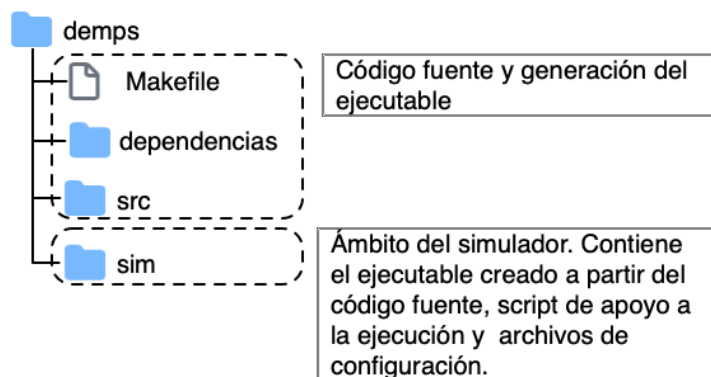 demps
Makefile
dependencias
src
sim
Código fuente y generación del
ejecutable
Ámbito del simulador. Contiene
el ejecutable creado a partir del
código fuente, script de apoyo a
la ejecución y archivos de
configuración.